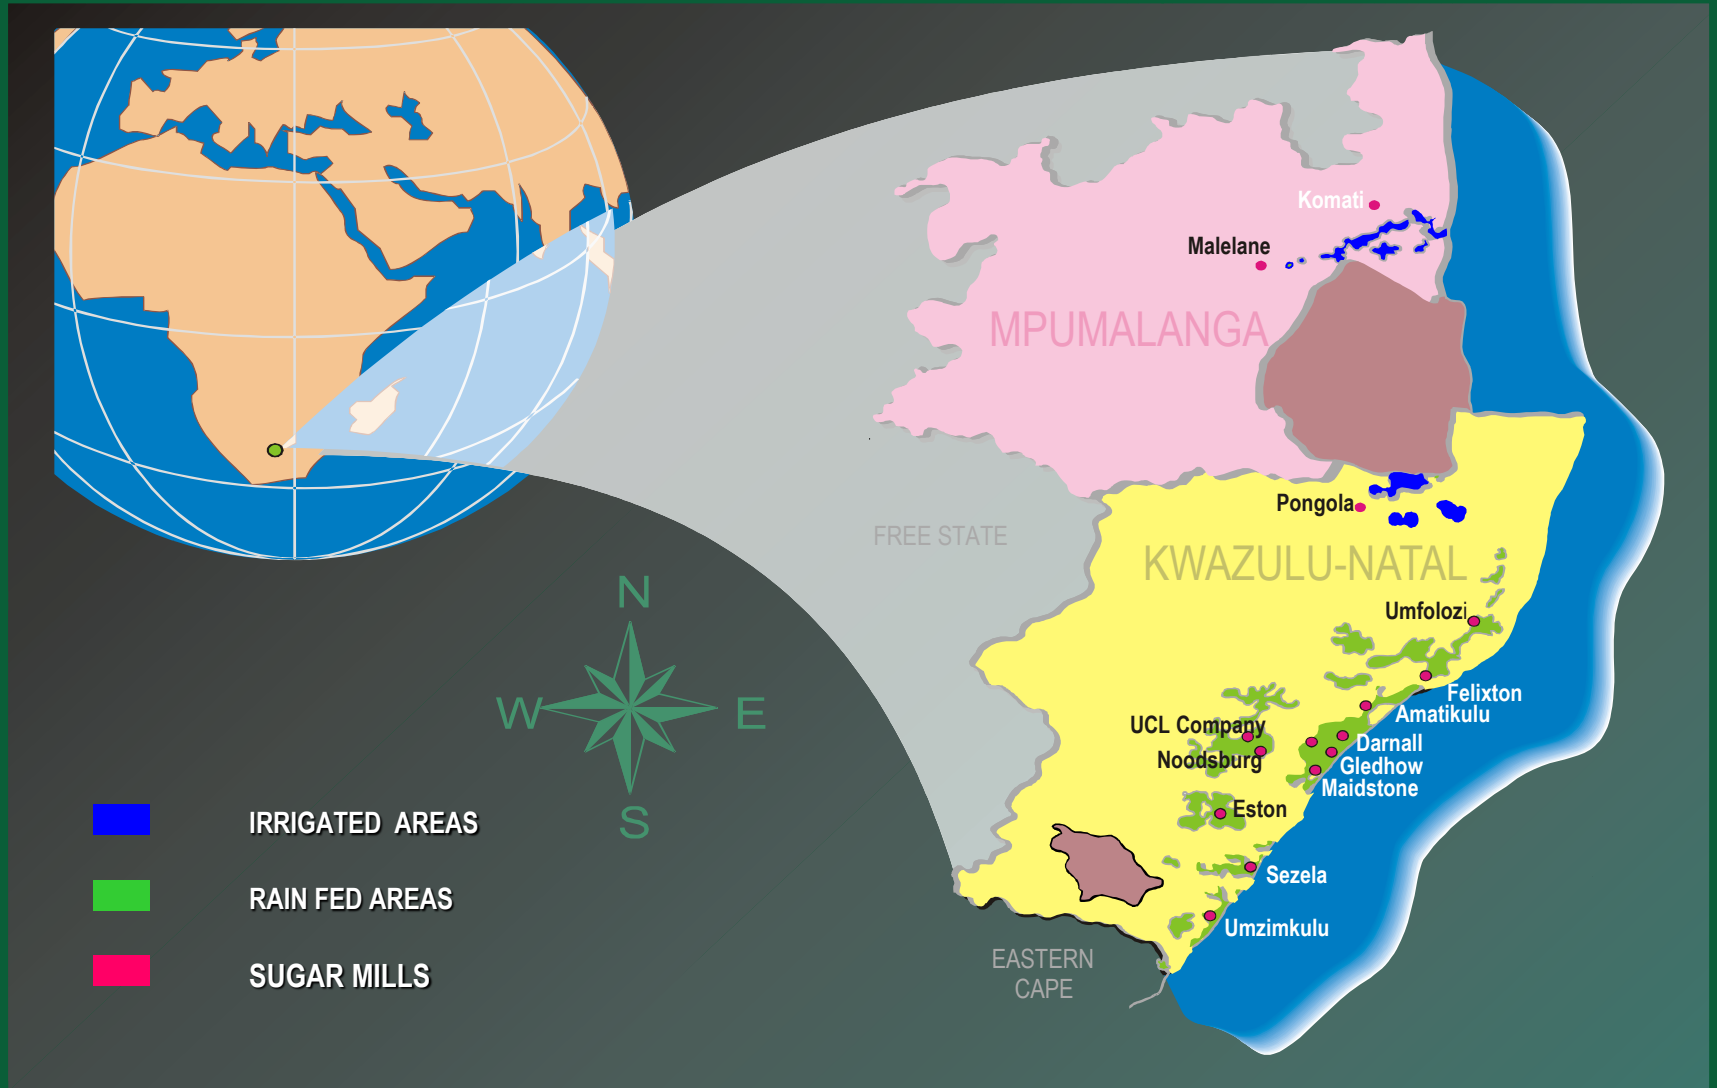 Komati
Malelane
MPUMALANGA
Pongola
FREE STATE
KWAZULU-NATAL
N
Umfolozi
W
E
Felixton
Amatikulu
UCL Company
Darnall
Noodsburg
Gledhow
Maidstone
S
Eston
IRRIGATED AREAS
Sezela
RAIN FED AREAS
Umzimkulu
EASTERN
CAPE
SUGAR MILLS